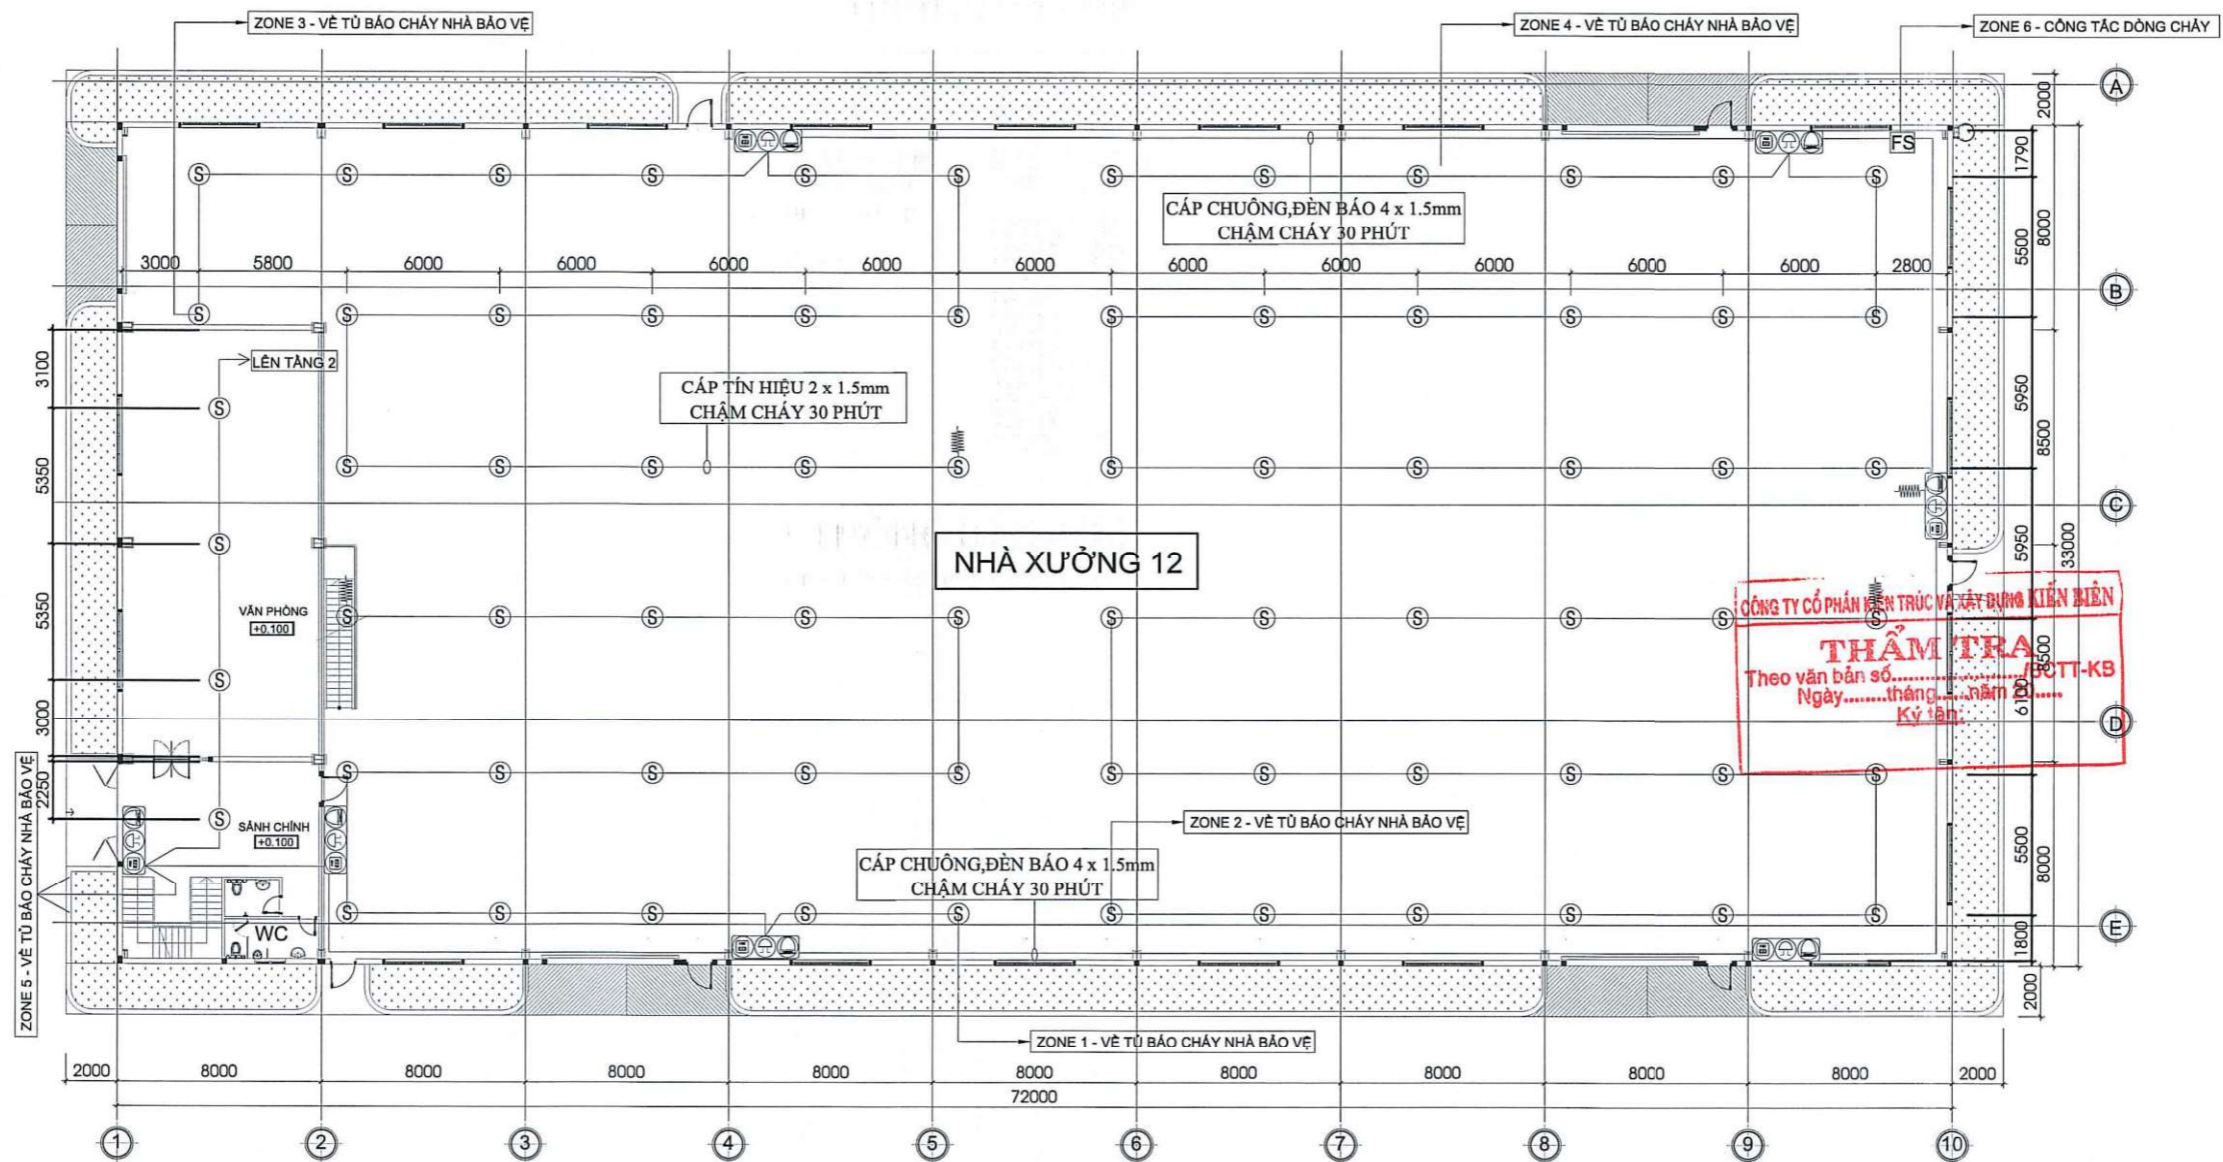 ZONE 3 - VỀ TỦ BÁO CHÁY NHÀ BẢO VỆ
ZONE 4 - VỀ TỦ BÁO CHÁY NHÀ BẢO VỆ
ZONE 6 - CÔNG TẮC DÒNG CHẢY
A
2000
FS
1790
S S S S S S S S S S S S
CÁP CHUÔNG,ĐÈN BÁO 4 x 1.5mm
CHẬM CHÁY 30 PHÚT
5500
8000
3000 5800 6000 6000 6000 6000 6000 6000 6000 6000 6000 6000 2800
B
S S S S S S S S S S S S
3100
LÊN TẦNG 2
CÁP TÍN HIỆU 2 x 1.5mm
CHẬM CHÁY 30 PHÚT
5950
8500
S
S S S S S S S S S S S
5350
C
S
NHÀ XƯỞNG 12
5950
33000
VĂN PHÒNG
+0.100
5350
S S S S S S S S S S S
CÔNG TY CỔ PHẦN KIẾN TRÚC VÀ XÂY DỰNG KIẾN BIÊN
THẨM TRA
Theo văn bản số............../BCTT-KB
Ngày........tháng......năm 20.....
Ký tên:
8500
6100
S
3000
D
S S S S S S S S S S S
2250
S
SẢNH CHÍNH
+0.100
ZONE 2 - VỀ TỦ BÁO CHÁY NHÀ BẢO VỆ
CÁP CHUÔNG,ĐÈN BÁO 4 x 1.5mm
CHẬM CHÁY 30 PHÚT
5500
8000
ZONE 5 - VỀ TỦ BÁO CHÁY NHÀ BẢO VỆ
S S S S S S S S S S S
WC
E
1800
2000
ZONE 1 - VỀ TỦ BÁO CHÁY NHÀ BẢO VỆ
2000 8000 8000 8000 8000 8000 8000 8000 8000 8000 2000
72000
1 2 3 4 5 6 7 8 9 10